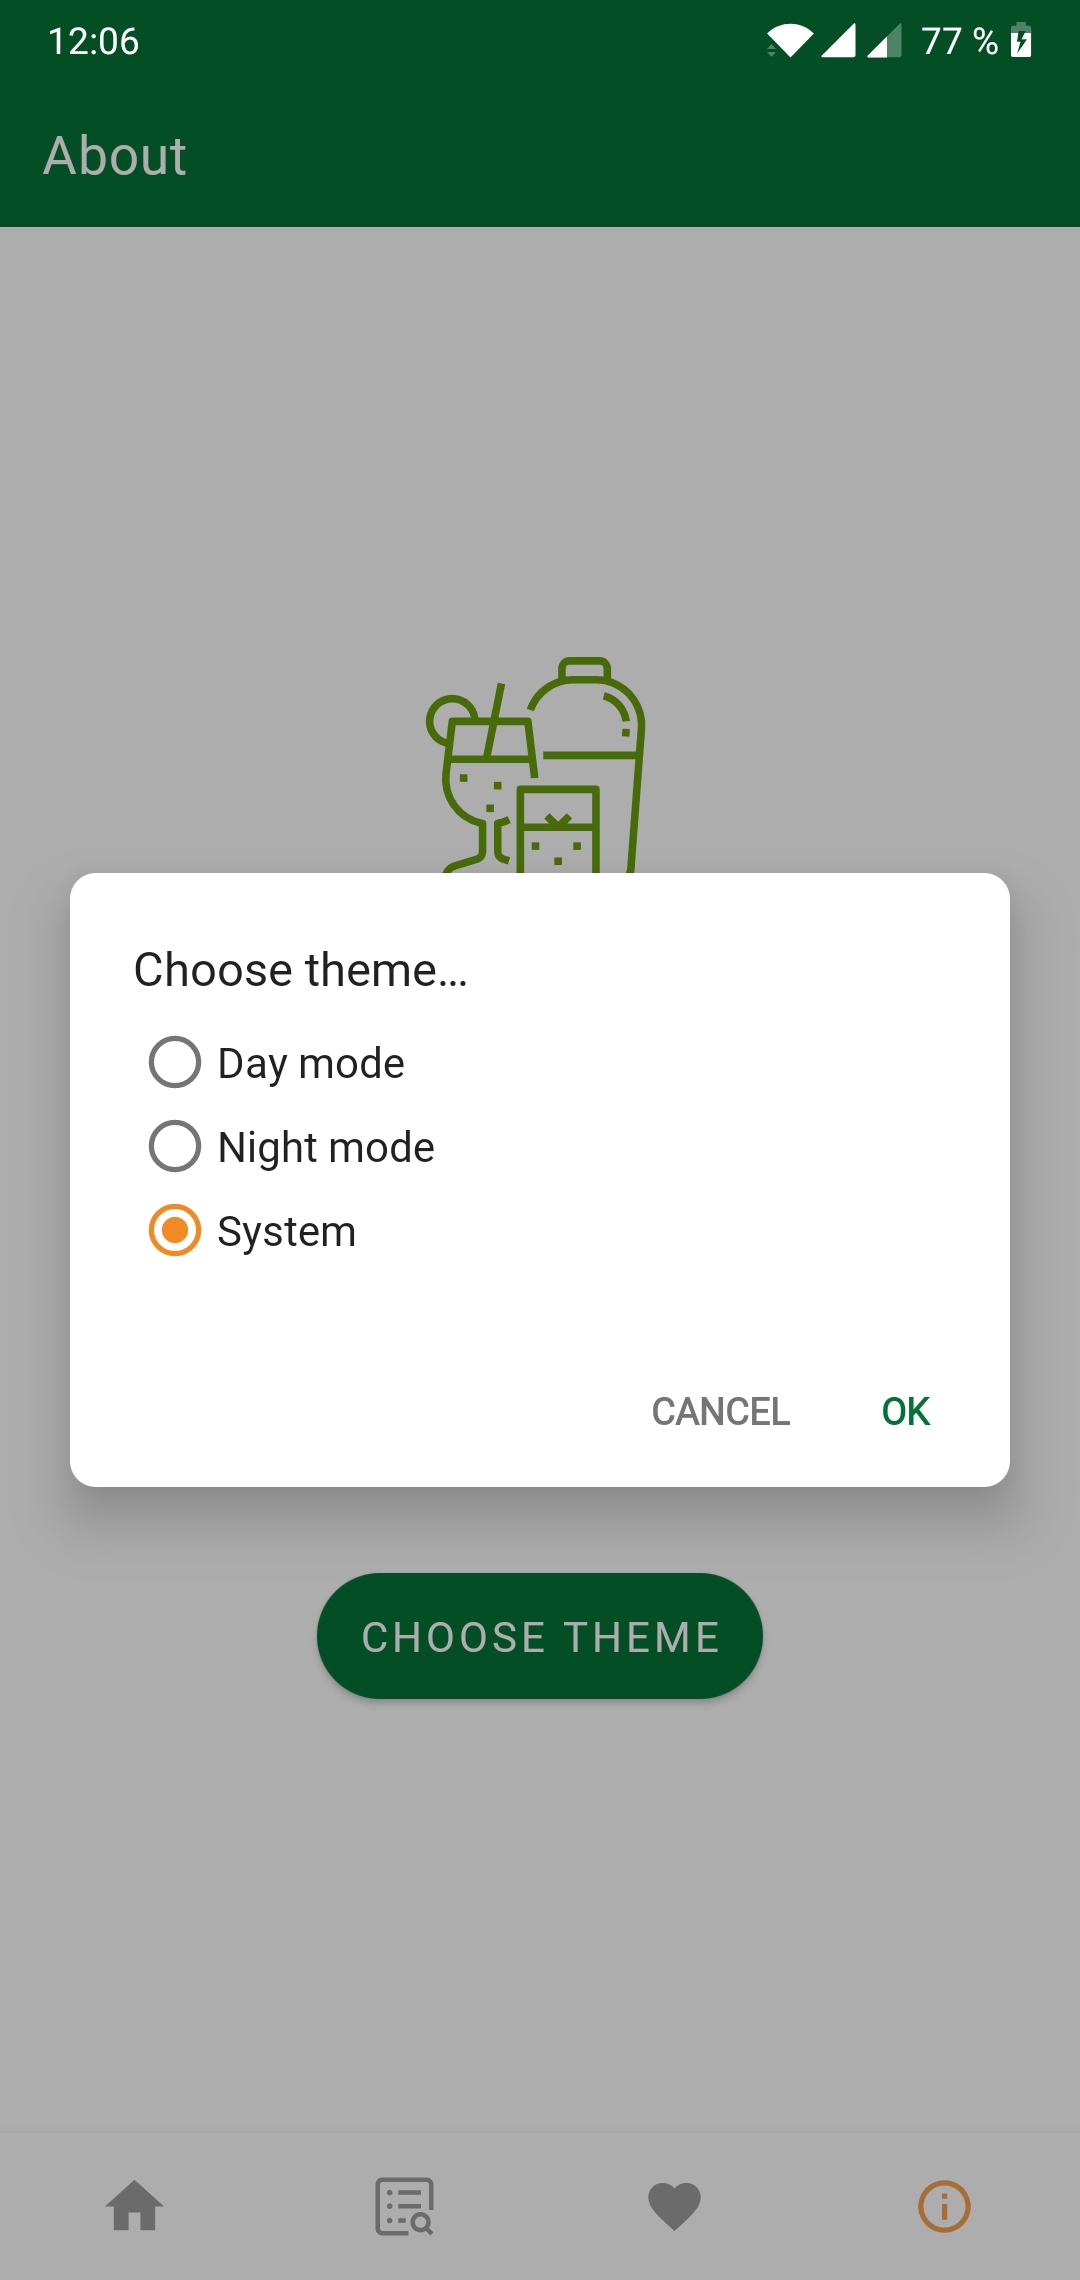 12:06 77 %
About
Choose theme…
Day mode
Night mode
System
CANCEL OK
CHOOSE THEME